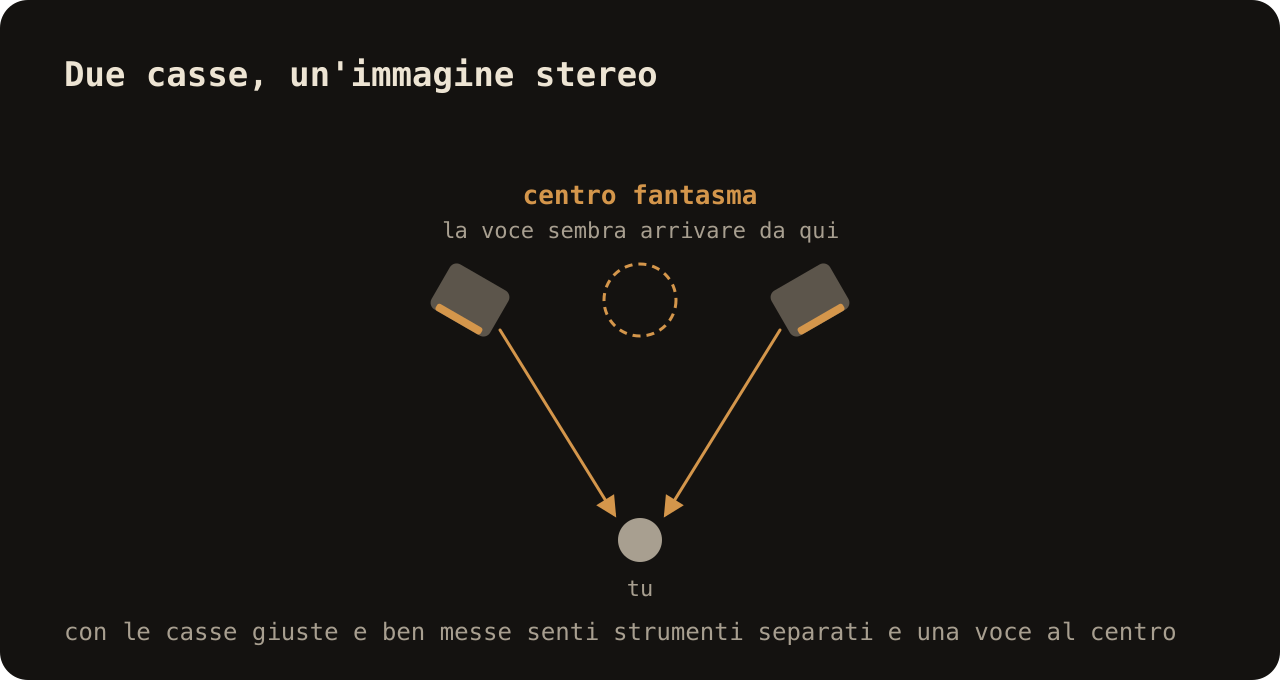 Due casse, un'immagine stereo
centro fantasma
la voce sembra arrivare da qui
tu
con le casse giuste e ben messe senti strumenti separati e una voce al centro